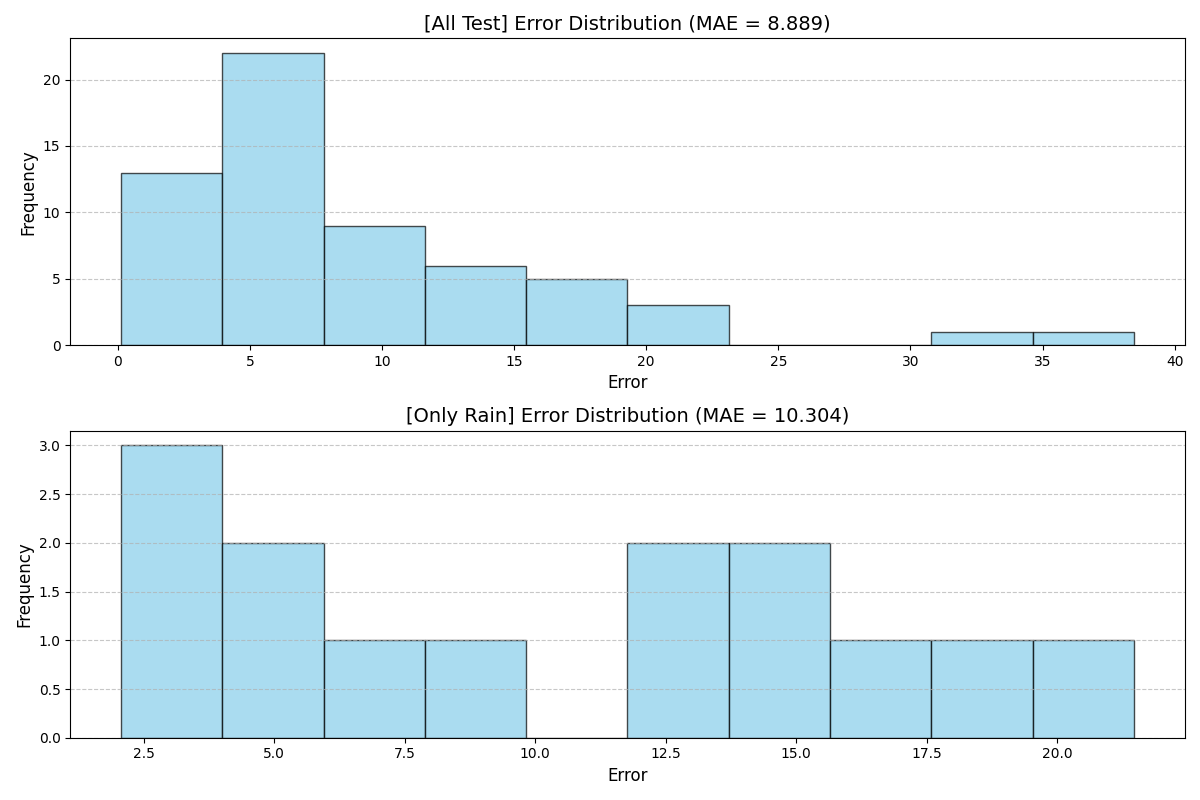 [All Test] Error Distribution (MAE = 8.889)
Frequency
20
15
10
5
0
0 5 10 15 20 25 30 35 40
Error
[Only Rain] Error Distribution (MAE = 10.304)
Frequency
3.0
2.5
2.0
1.5
1.0
0.5
0.0
2.5 5.0 7.5 10.0 12.5 15.0 17.5 20.0
Error